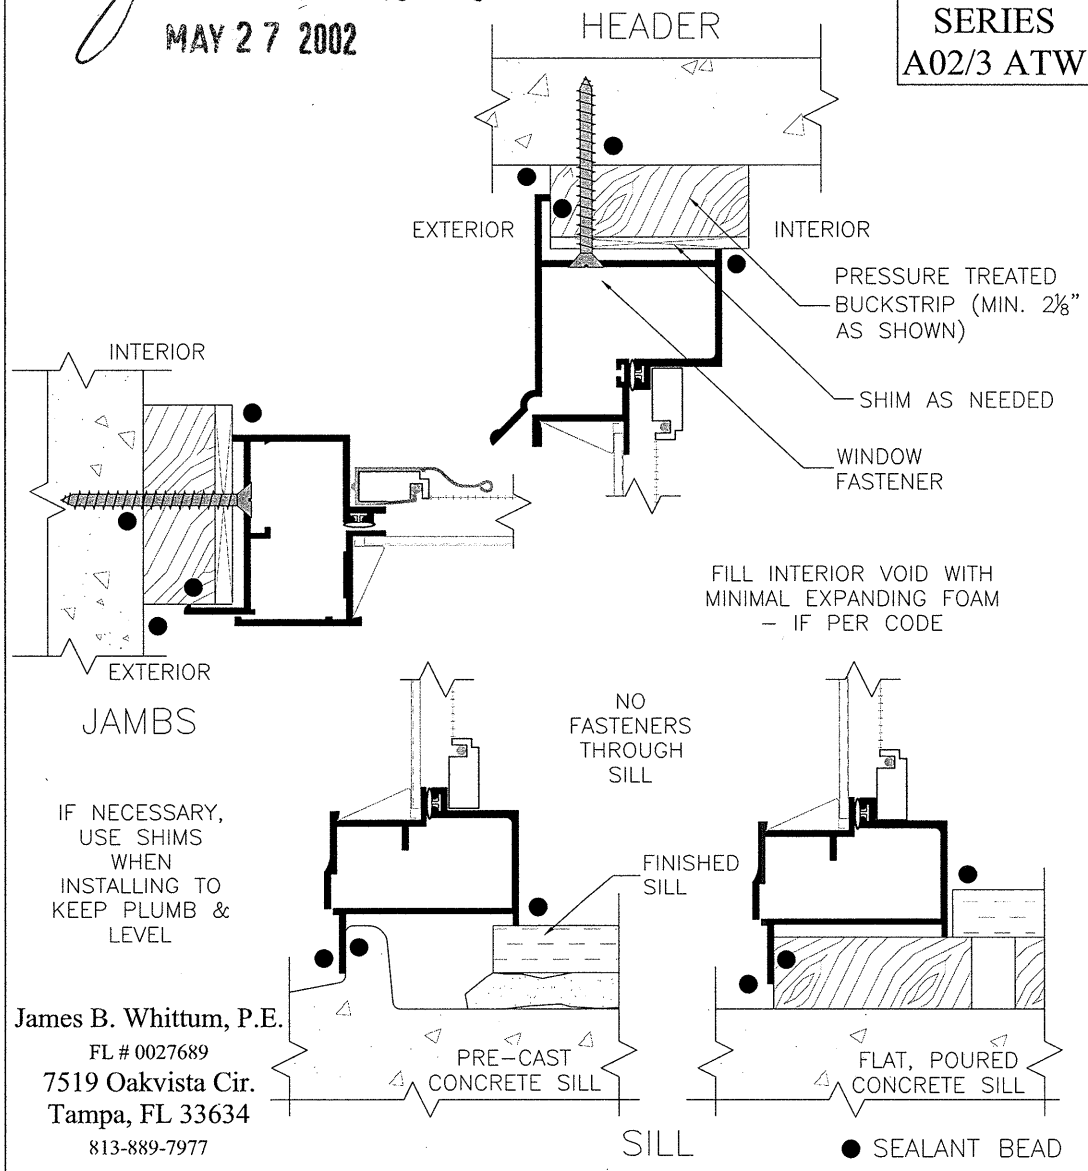 MAY 27 2002
HEADER
SERIES
A02/3 ATW
EXTERIOR
INTERIOR
PRESSURE TREATED
BUCKSTRIP (MIN. 2⅛"
AS SHOWN)
SHIM AS NEEDED
WINDOW
FASTENER
INTERIOR
EXTERIOR
JAMBS
FILL INTERIOR VOID WITH
MINIMAL EXPANDING FOAM
– IF PER CODE
NO
FASTENERS
THROUGH
SILL
IF NECESSARY,
USE SHIMS
WHEN
INSTALLING TO
KEEP PLUMB &
LEVEL
FINISHED
SILL
James B. Whittum, P.E.
FL # 0027689
7519 Oakvista Cir.
Tampa, FL 33634
813-889-7977
PRE–CAST
CONCRETE SILL
FLAT, POURED
CONCRETE SILL
SILL
SEALANT BEAD